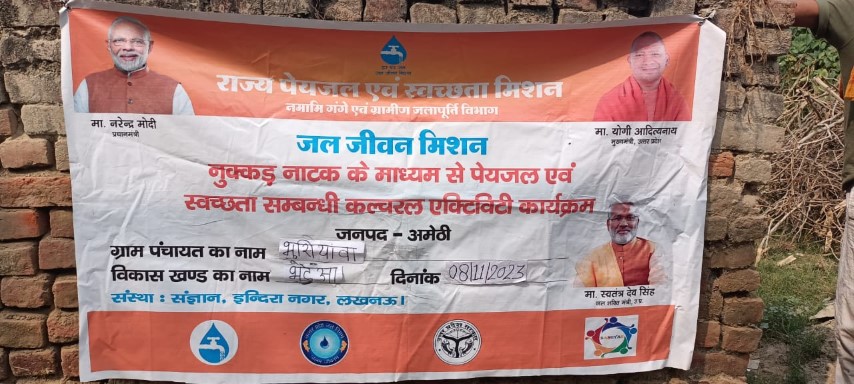 राज्य पेयजल एवं स्वच्छता मिशन
नमामि गंगे एवं ग्रामीण जलापूर्ति विभाग
मा. नरेन्द्र मोदी
प्रधानमंत्री
मा. योगी आदित्यनाथ
मुख्यमंत्री, उत्तर प्रदेश
जल जीवन मिशन
नुक्कड़ नाटक के माध्यम से पेयजल एवं
स्वच्छता सम्बन्धी कल्चरल एक्टिविटी कार्यक्रम
जनपद - अमेठी
ग्राम पंचायत का नाम
विकास खण्ड का नाम
दिनांक 08/11/2023
मा. स्वतंत्र देव सिंह
जल शक्ति मंत्री, उ.प्र.
संस्था : संज्ञान, इन्दिरा नगर, लखनऊ।